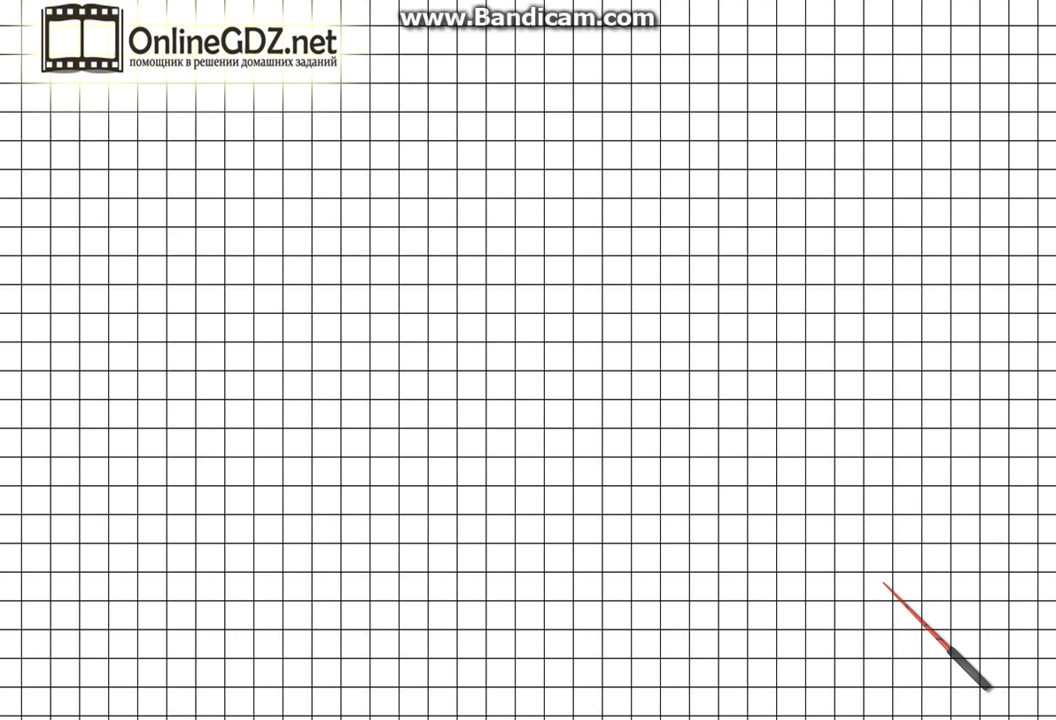 www.Bandicam.com
OnlineGDZ.net
помощник в решении домашних заданий